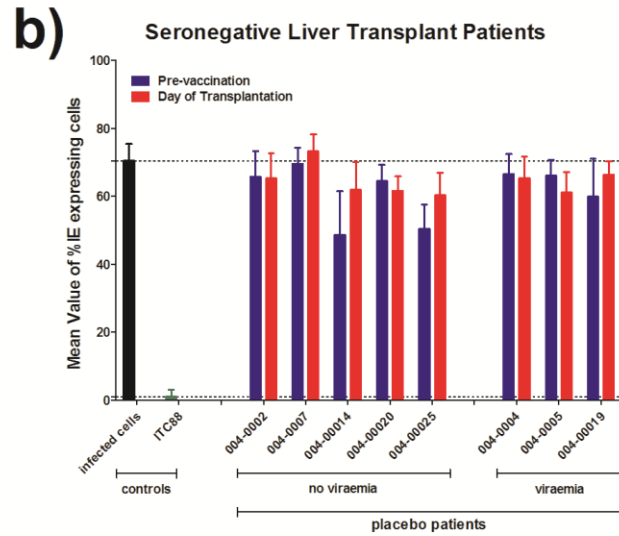 b)
Seronegative Liver Transplant Patients
Pre-vaccination
Day of Transplantation
Mean Value of %IE expressing cells
100
80
60
40
20
0
infected cells
ITC88
004-0002
004-0007
004-00014
004-00020
004-00025
004-0004
004-0005
004-00019
controls
no viraemia
viraemia
placebo patients